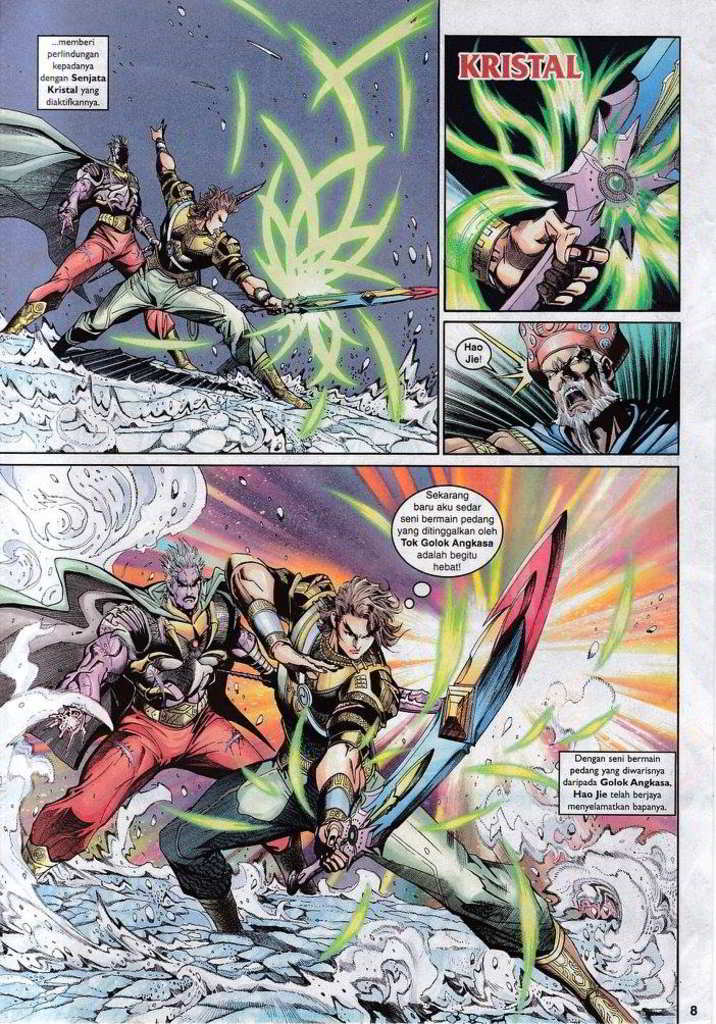 ...memberi
perlindungan
kepadanya
dengan Senjata
Kristal yang
diaktifkannya.
KRISTAL
Hao
Jie!
Sekarang
baru aku sedar
seni bermain pedang
yang ditinggalkan oleh
Tok Golok Angkasa
adalah begitu
hebat!
Dengan seni bermain
pedang yang diwarisnya
daripada Golok Angkasa,
Hao Jie telah berjaya
menyelamatkan bapanya.
8